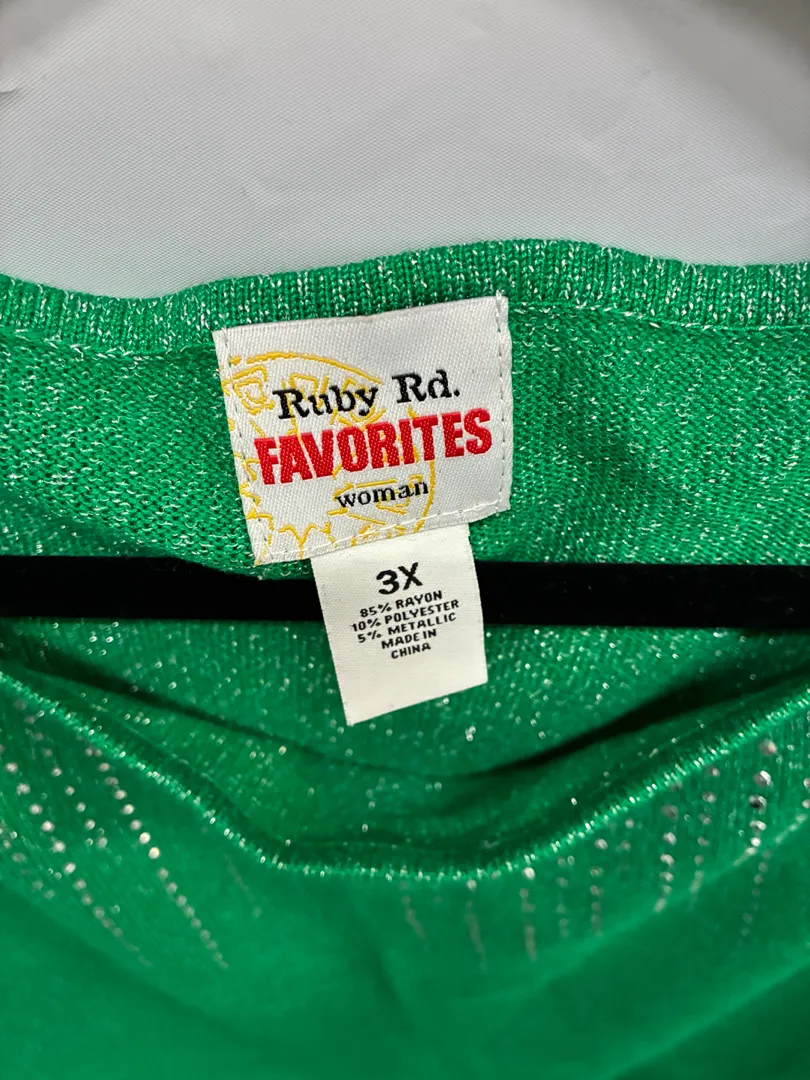 Ruby Rd.
FAVORITES
woman
3X
85% RAYON
10% POLYESTER
5% METALLIC
MADE IN
CHINA